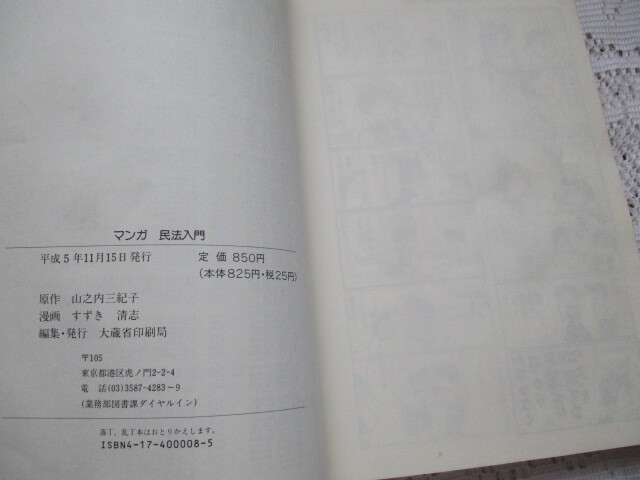 マンガ 民法入門
平成5年11月15日発行 定価 850円
(本体825円・税25円)
原作 山之内三紀子
漫画 すずき 清志
編集・発行 大蔵省印刷局
〒105
東京都港区虎ノ門2-2-4
電話(03)3587-4283~9
(業務部図書課ダイヤルイン)
落丁、乱丁本はおとりかえします。
ISBN4-17-400008-5